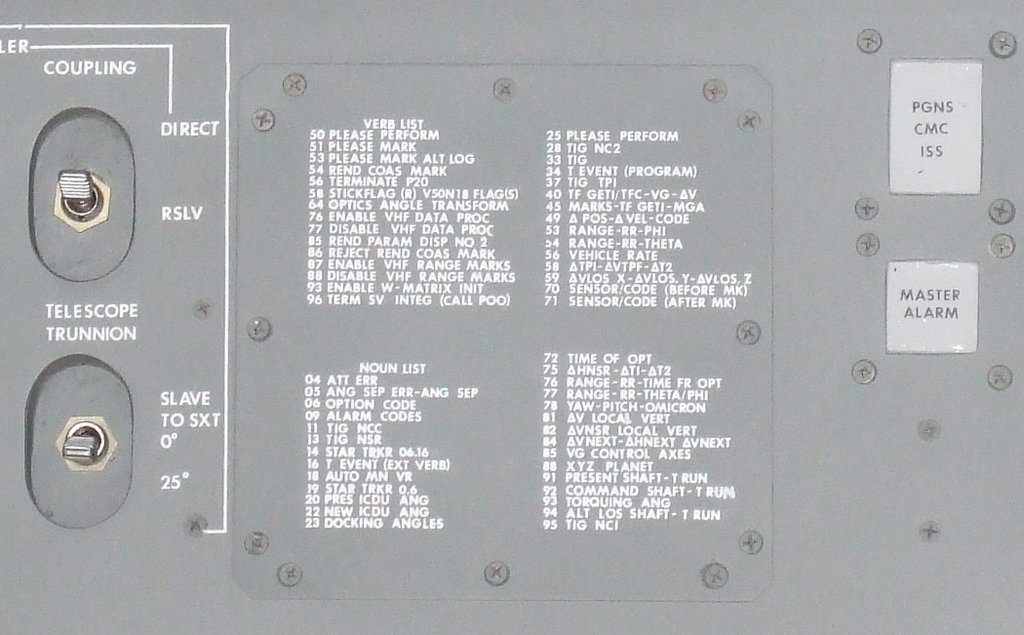 LER
COUPLING
DIRECT
RSLV
TELESCOPE
TRUNNION
SLAVE
TO SXT
0°
25°
VERB LIST
50 PLEASE PERFORM
51 PLEASE MARK
53 PLEASE MARK ALT LOG
54 REND COAS MARK
56 TERMINATE P20
58 STICKFLAG (R) V50N18 FLAG(S)
64 OPTICS ANGLE TRANSFORM
76 ENABLE VHF DATA PROC
77 DISABLE VHF DATA PROC
85 REND PARAM DISP NO 2
86 REJECT REND COAS MARK
87 ENABLE VHF RANGE MARKS
88 DISABLE VHF RANGE MARKS
93 ENABLE W-MATRIX INIT
96 TERM SV INTEG (CALL POO)
NOUN LIST
04 ATT ERR
05 ANG SEP ERR-ANG SEP
06 OPTION CODE
09 ALARM CODES
11 TIG NCC
13 TIG NSR
14 STAR TRKR 06.16
16 T EVENT (EXT VERB)
18 AUTO MN VR
19 STAR TRKR 0.6
20 PRES ICDU ANG
22 NEW ICDU ANG
23 DOCKING ANGLES
25 PLEASE PERFORM
28 TIG NC2
33 TIG
34 T EVENT (PROGRAM)
37 TIG TPI
40 TF GETI/TFC-VG-ΔV
45 MARKS-TF GETI-MGA
49 Δ POS-Δ VEL-CODE
53 RANGE-RR-PHI
54 RANGE-RR-THETA
56 VEHICLE RATE
58 ΔTPI-ΔVTPF-ΔT2
59 ΔVLOS X-ΔVLOS, Y-ΔVLOS, Z
70 SENSOR/CODE (BEFORE MK)
71 SENSOR/CODE (AFTER MK)
72 TIME OF OPT
75 ΔHNSR-ΔT1-ΔT2
76 RANGE-RR-TIME FR OPT
77 RANGE-RR-THETA/PHI
78 YAW-PITCH-OMICRON
81 ΔV LOCAL VERT
82 ΔVNSR LOCAL VERT
84 ΔVNEXT-ΔHNEXT ΔVNEXT
85 VG CONTROL AXES
88 XYZ PLANET
91 PRESENT SHAFT-T RUN
92 COMMAND SHAFT-T RUN
93 TORQUING ANG
94 ALT LOS SHAFT-T RUN
95 TIG NC1
PGNS
CMC
ISS
MASTER
ALARM